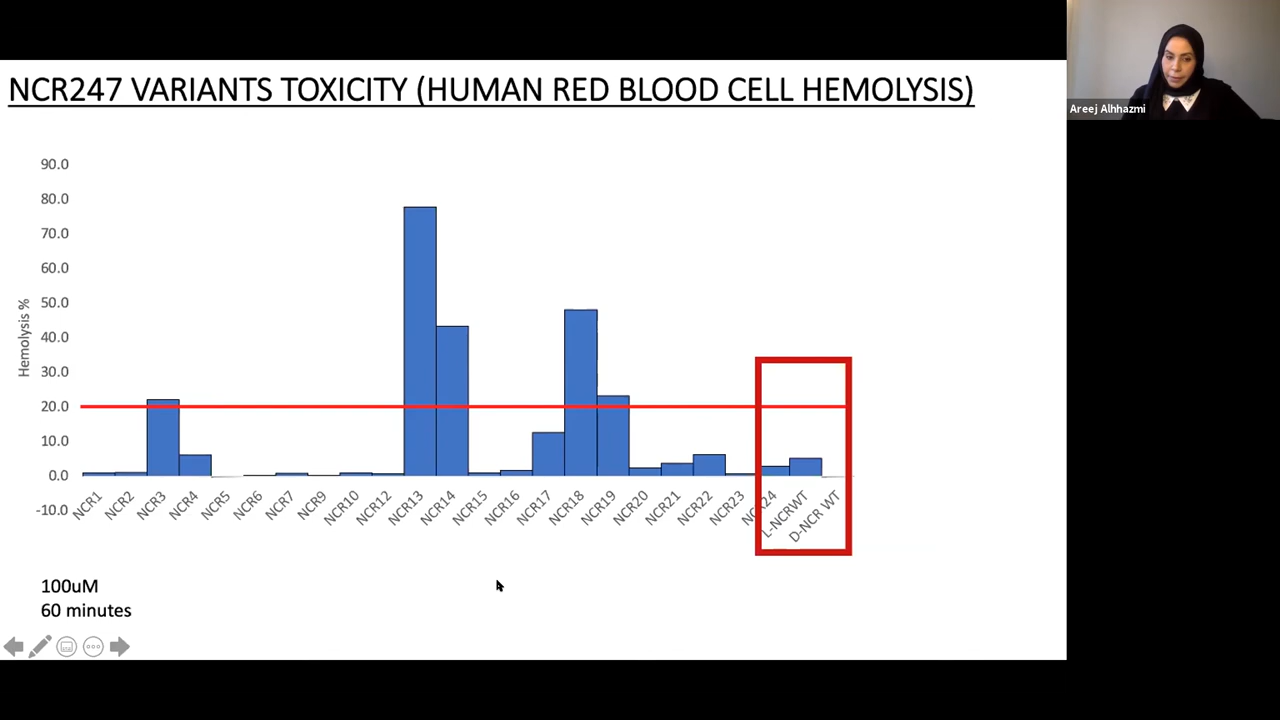 NCR247 VARIANTS TOXICITY (HUMAN RED BLOOD CELL HEMOLYSIS)
Areej Alhhazmi
90.0
80.0
70.0
60.0
50.0
40.0
30.0
20.0
10.0
0.0
-10.0
Hemolysis %
NCR1
NCR2
NCR3
NCR4
NCR5
NCR6
NCR7
NCR9
NCR10
NCR12
NCR13
NCR14
NCR15
NCR16
NCR17
NCR18
NCR19
NCR20
NCR21
NCR22
NCR23
NCR24
L-NCRWT
D-NCR WT
100uM
60 minutes